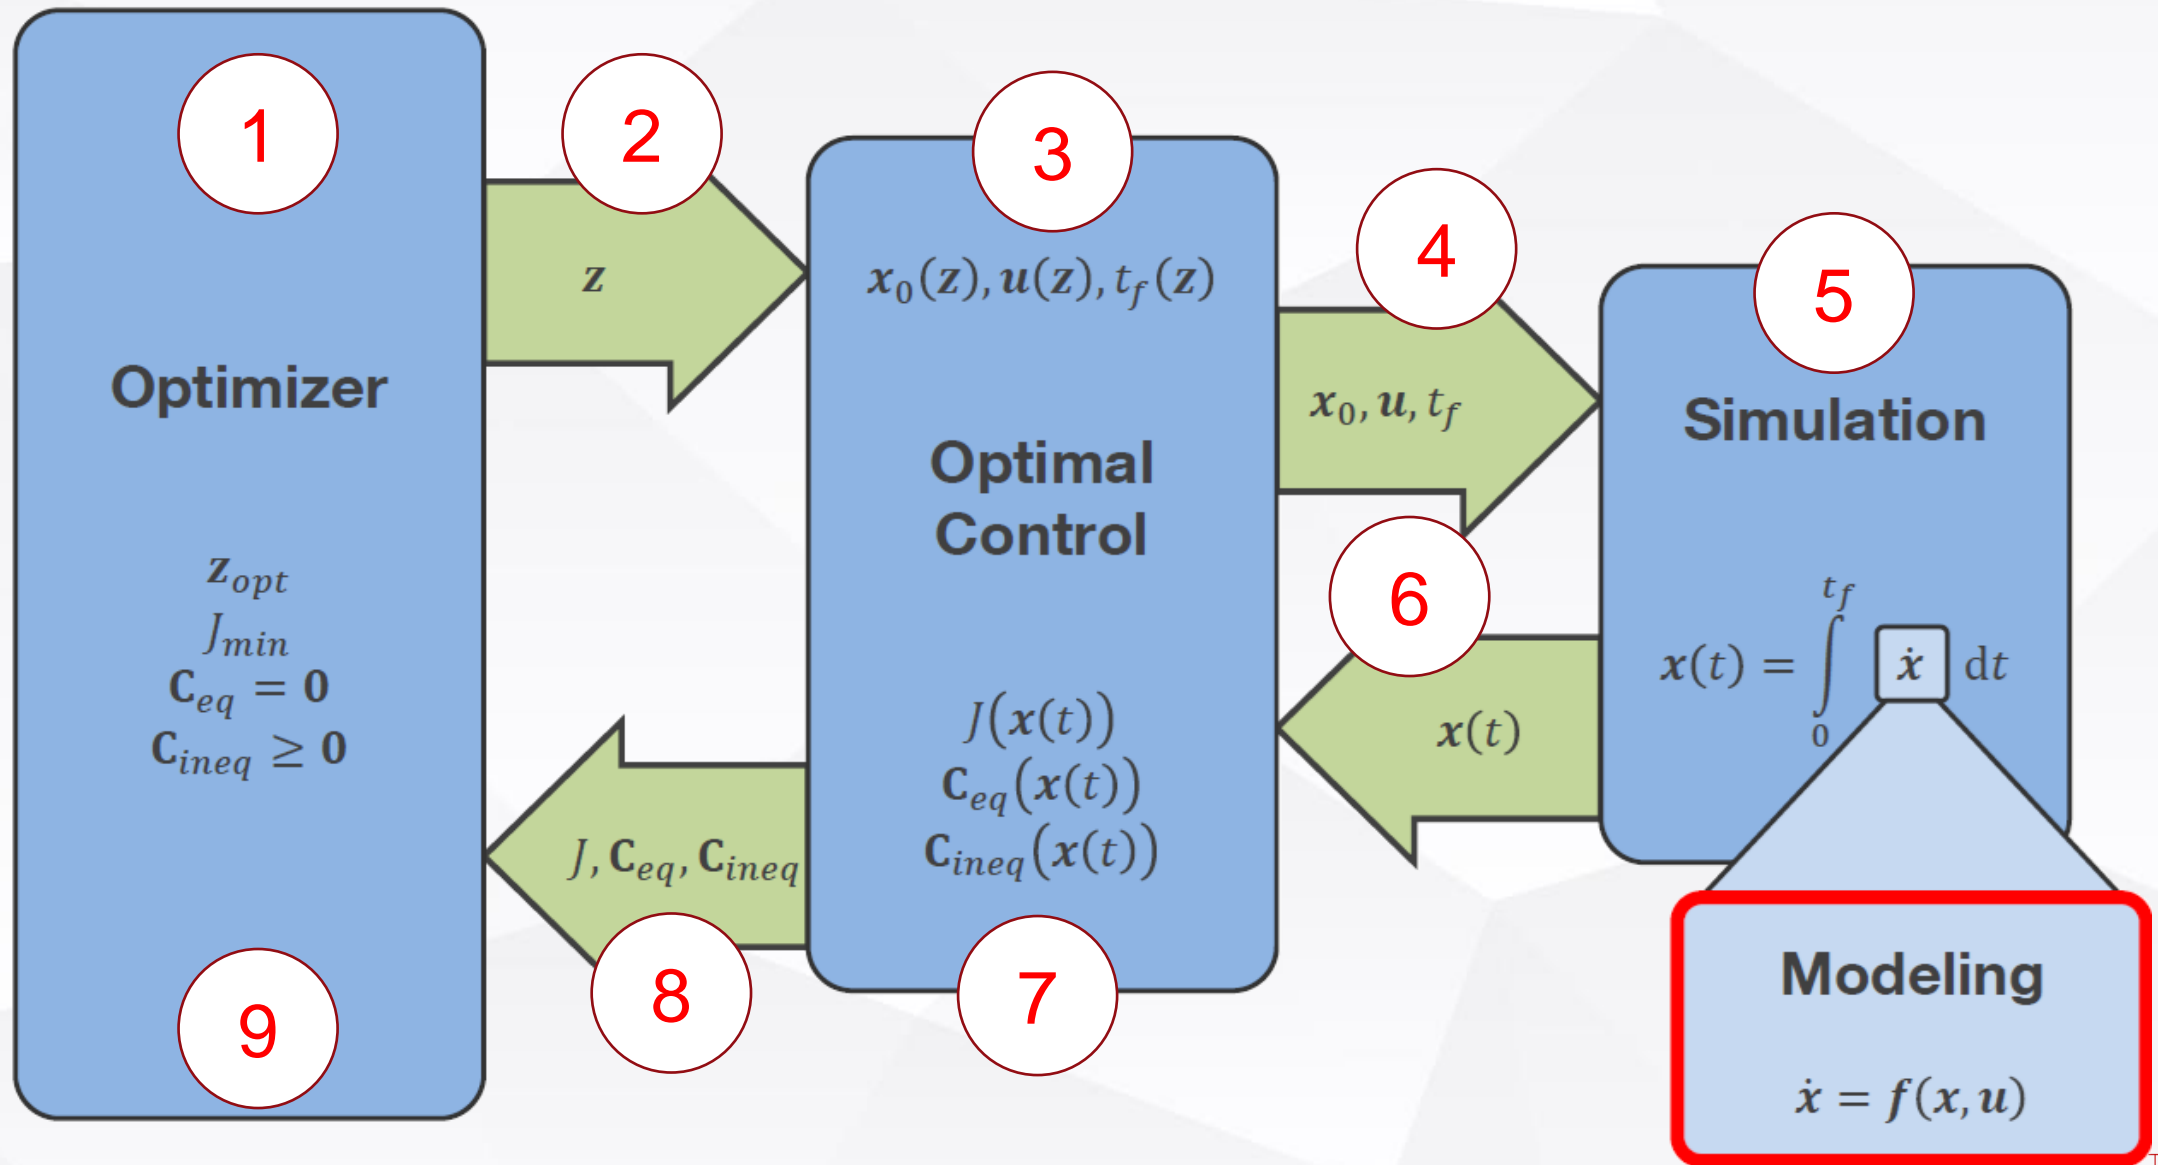 1
2
z
Optimizer
z_opt
J_min
C_eq = 0
C_ineq ≥ 0
9
3
x₀(z), u(z), t_f(z)
Optimal
Control
J(x(t))
C_eq(x(t))
C_ineq(x(t))
7
4
x₀, u, t_f
5
Simulation
x(t) = ∫₀^{t_f} ẋ dt
6
x(t)
8
J, C_eq, C_ineq
Modeling
ẋ = f(x, u)